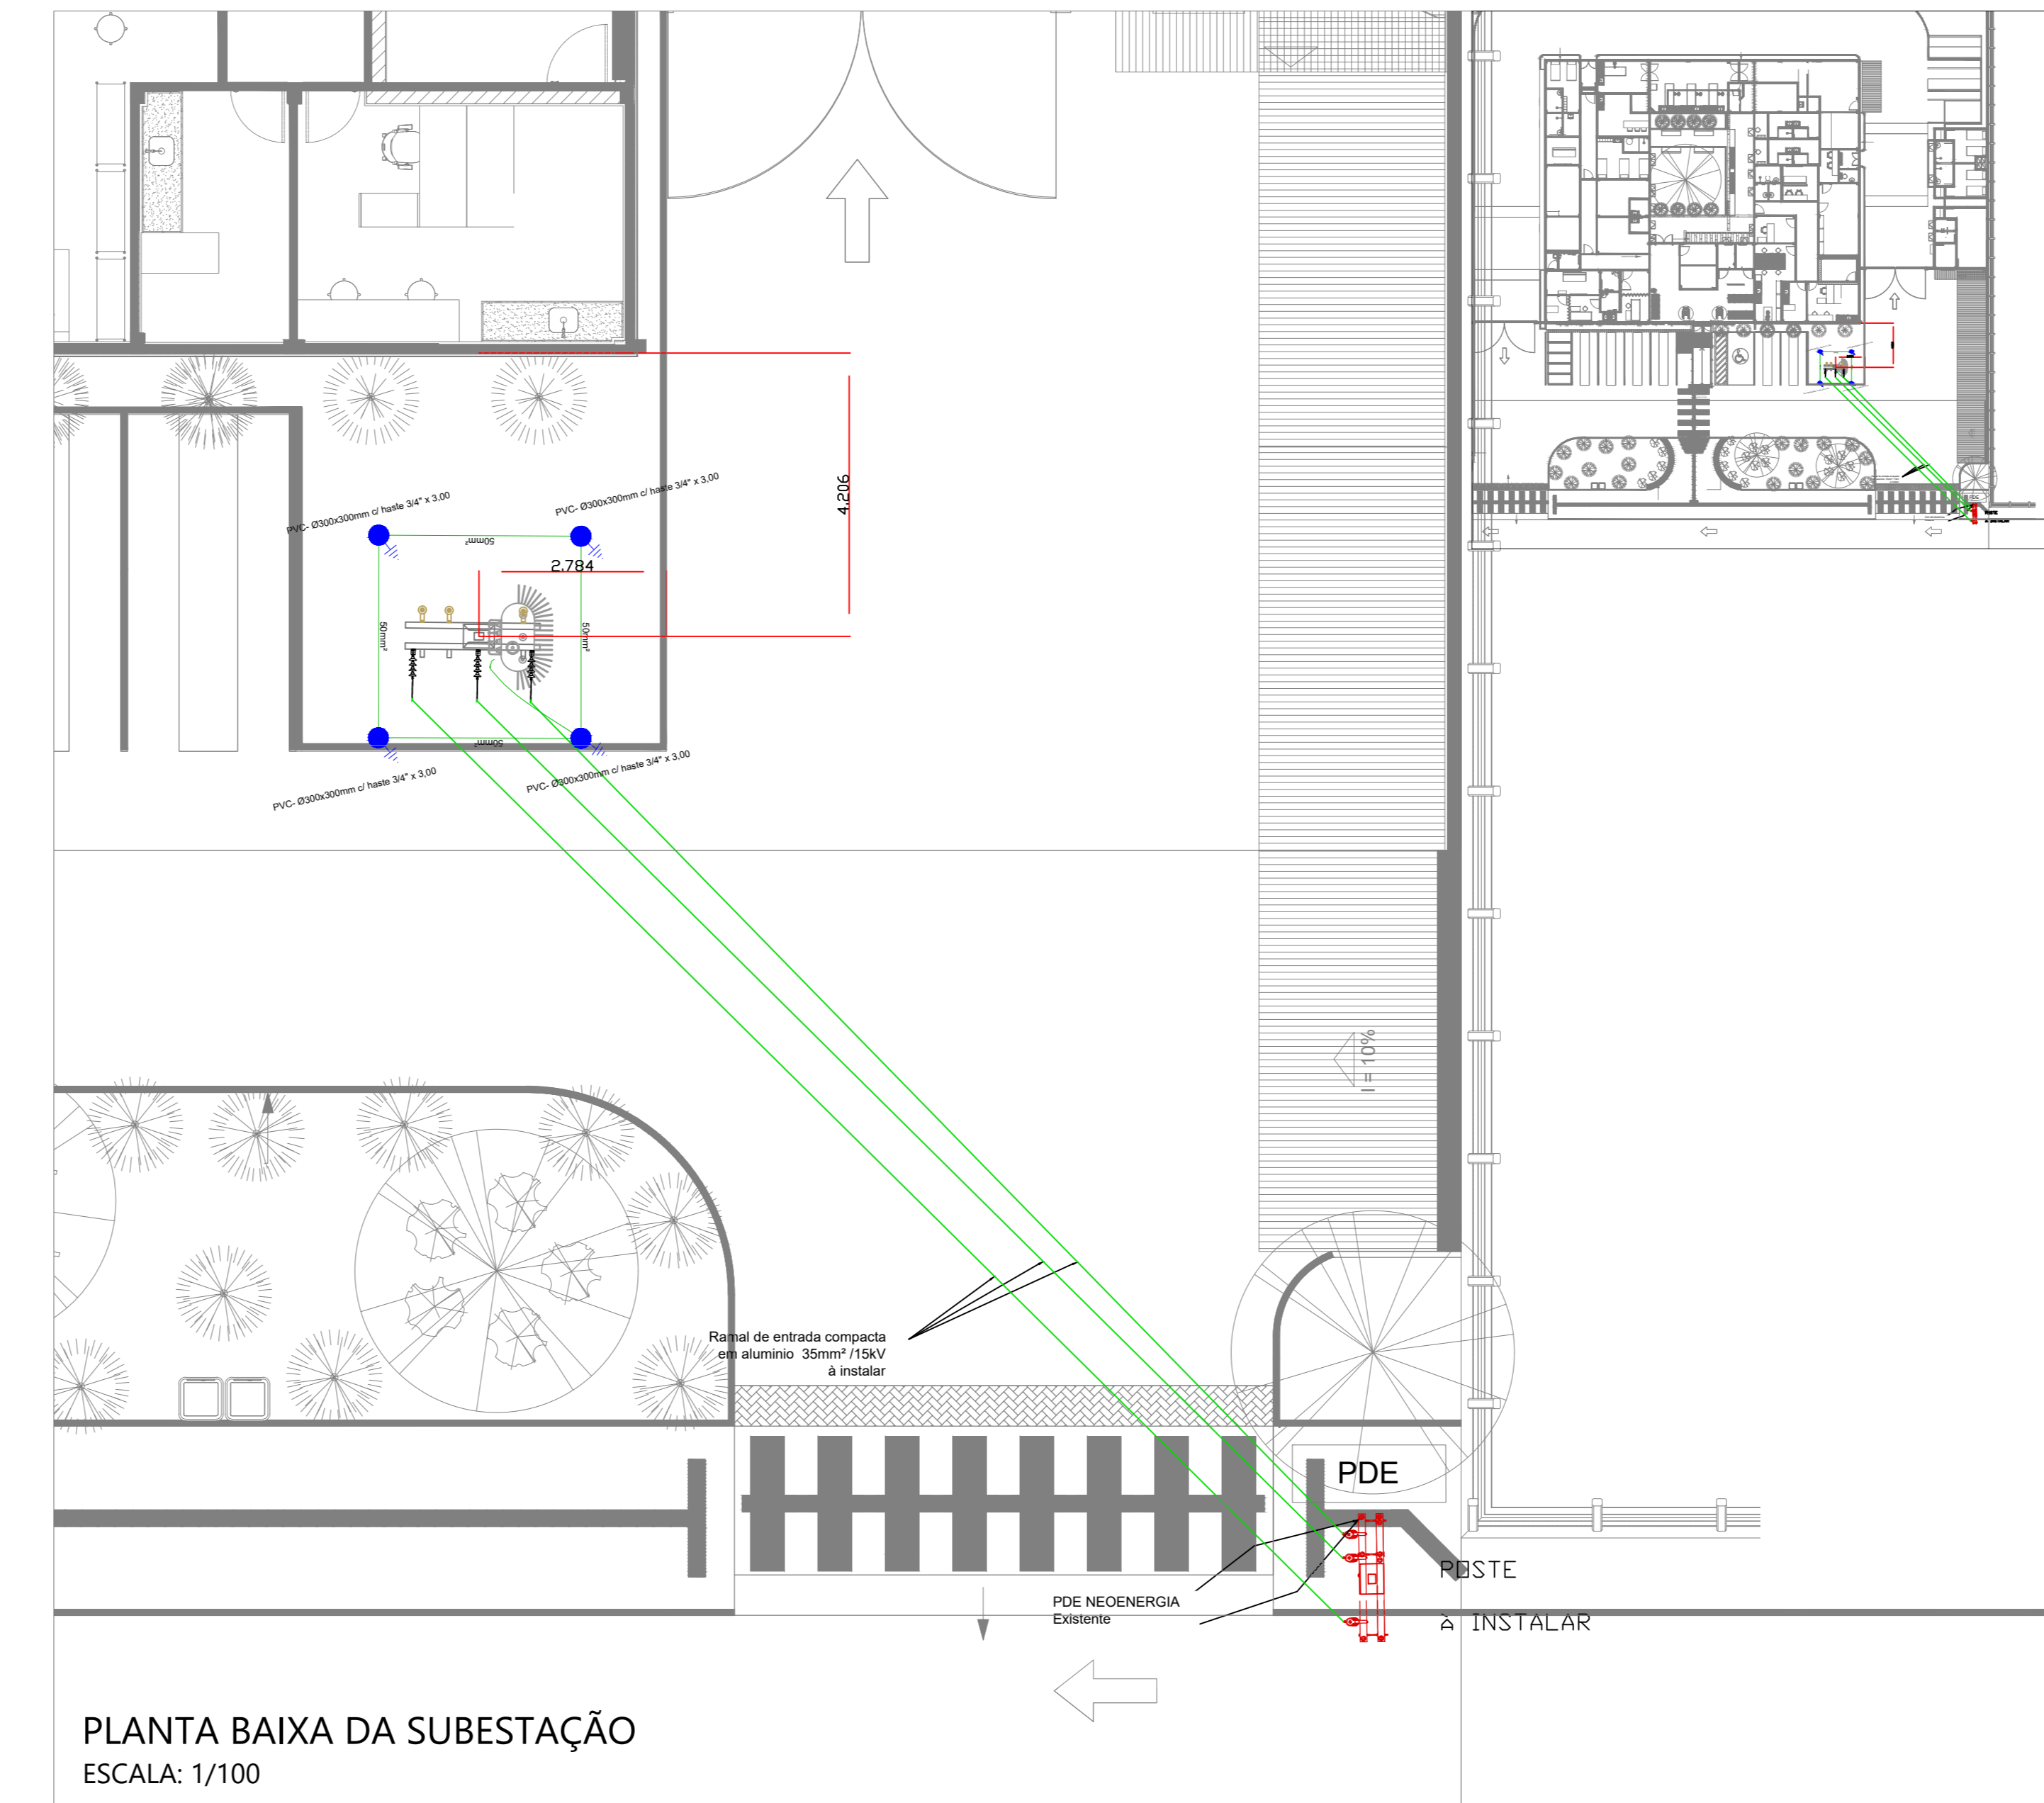 PVC- Ø300x300mm c/ haste 3/4" x 3,00
PVC- Ø300x300mm c/ haste 3/4" x 3,00
50mm²
2.784
4.206
50mm²
50mm²
50mm²
PVC- Ø300x300mm c/ haste 3/4" x 3,00
PVC- Ø300x300mm c/ haste 3/4" x 3,00
I = 10%
Ramal de entrada compacta
em aluminio 35mm² /15kV
à instalar
PDE
PDE NEOENERGIA
Existente
POSTE
À INSTALAR
PLANTA BAIXA DA SUBESTAÇÃO
ESCALA: 1/100
PDE